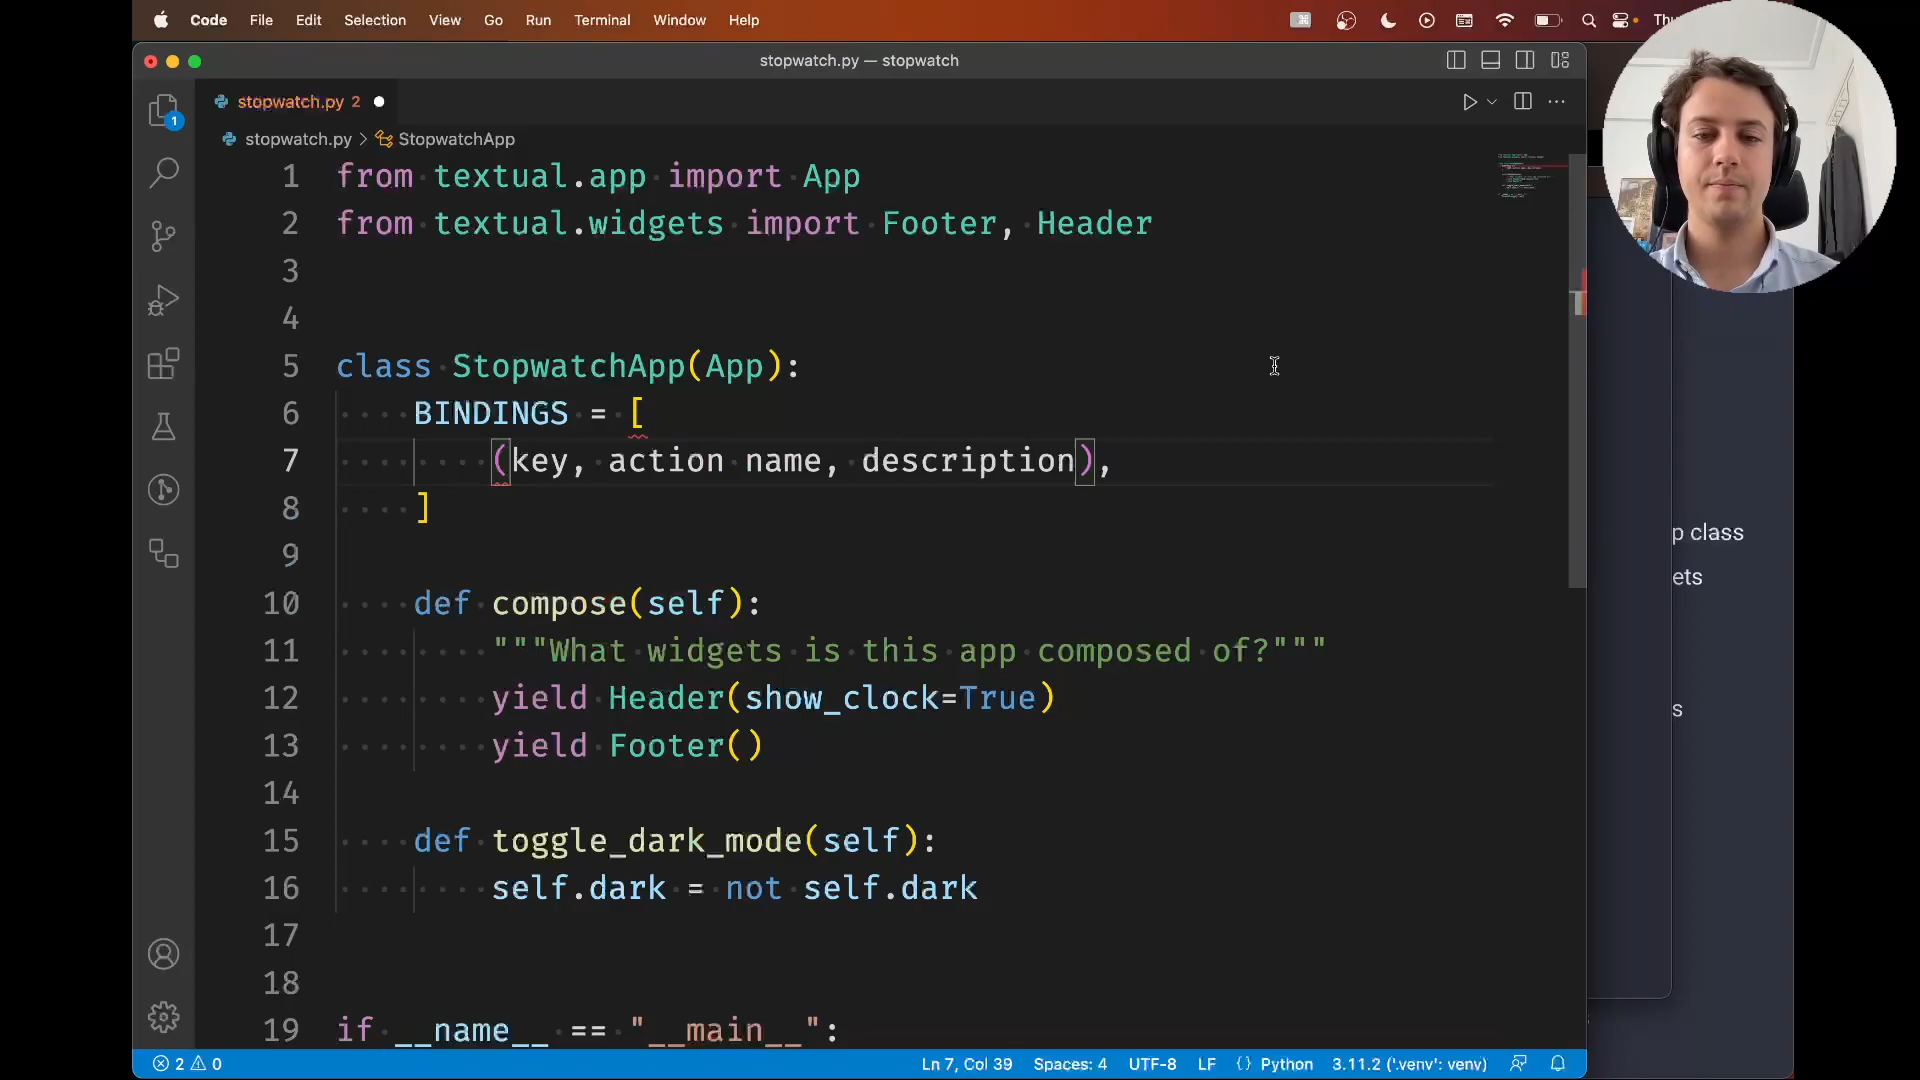 Code File Edit Selection View Go Run Terminal Window Help
stopwatch.py — stopwatch
stopwatch.py 2
stopwatch.py > StopwatchApp
1
1 from textual.app import App
2 from textual.widgets import Footer, Header
3
4
5 class StopwatchApp(App):
6 BINDINGS = [
7 (key, action name, description),
8 ]
9
10 def compose(self):
11 """What widgets is this app composed of?"""
12 yield Header(show_clock=True)
13 yield Footer()
14
15 def toggle_dark_mode(self):
16 self.dark = not self.dark
17
18
19 if __name__ == "__main__":
p class
ets
s
2 0 Ln 7, Col 39 Spaces: 4 UTF-8 LF {} Python 3.11.2 ('.venv': venv)